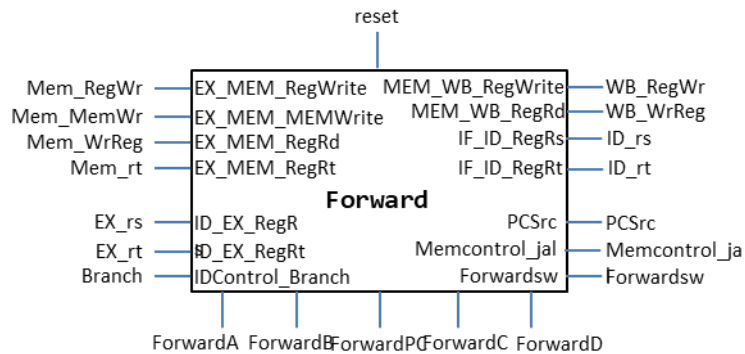 reset
Mem_RegWr EX_MEM_RegWrite MEM_WB_RegWrite WB_RegWr
Mem_MemWr EX_MEM_MEMWrite MEM_WB_RegRd WB_WrReg
Mem_WrReg EX_MEM_RegRd IF_ID_RegRs ID_rs
Mem_rt EX_MEM_RegRt IF_ID_RegRt ID_rt
Forward
EX_rs ID_EX_RegR PCSrc PCSrc
EX_rt s ID_EX_RegRt Memcontrol_jal Memcontrol_ja
Branch IDControl_Branch Forwardsw Forwardsw
ForwardA ForwardB ForwardPC ForwardC ForwardD